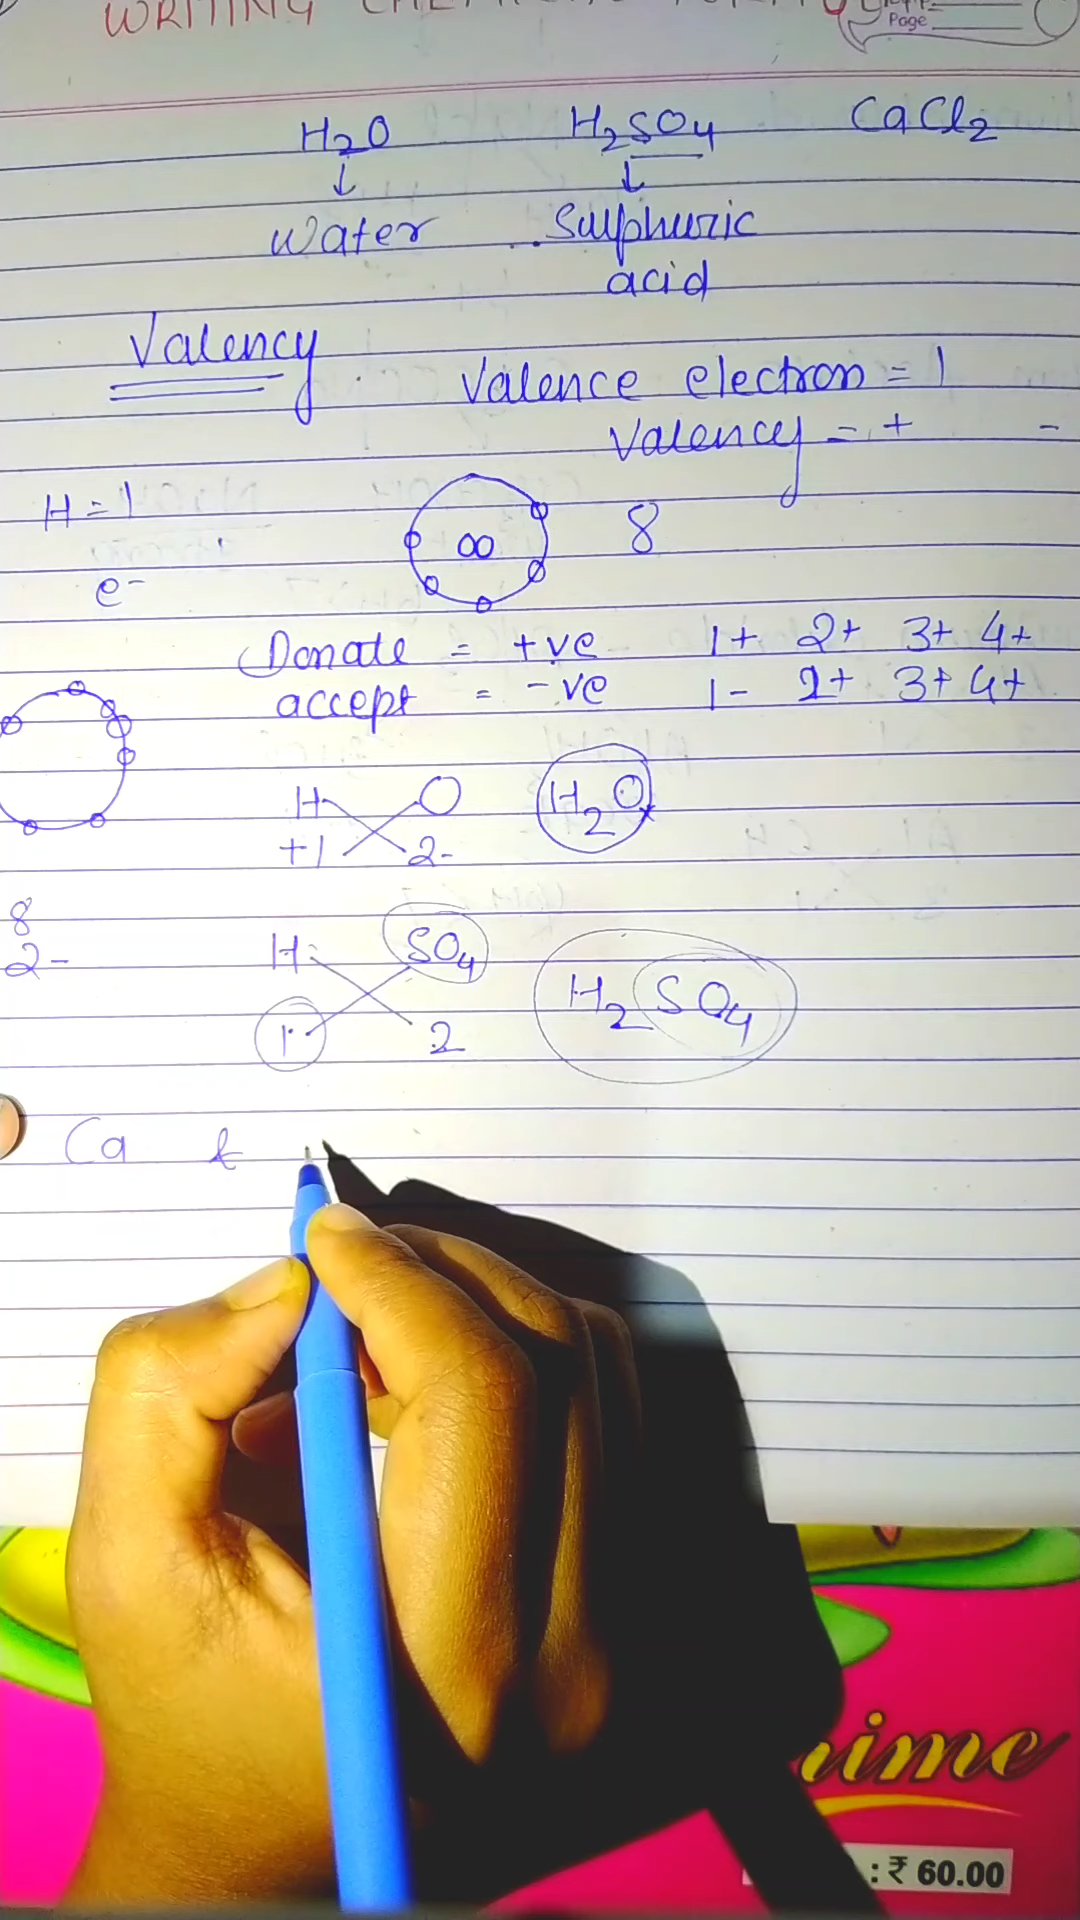 WRITING CHEMICAL
Page
H2O H2SO4 CaCl2
↓ ↓
Water Sulphuric
acid
Valency
Valence electron = 1
Valency = + -
H = 1
8
e-
Donate = +ve 1+ 2+ 3+ 4+
accept = -ve 1- 2+ 3+ 4+
H O H2O
+1 2-
8
2-
H SO4 H2SO4
1 2
Ca &
: ₹ 60.00